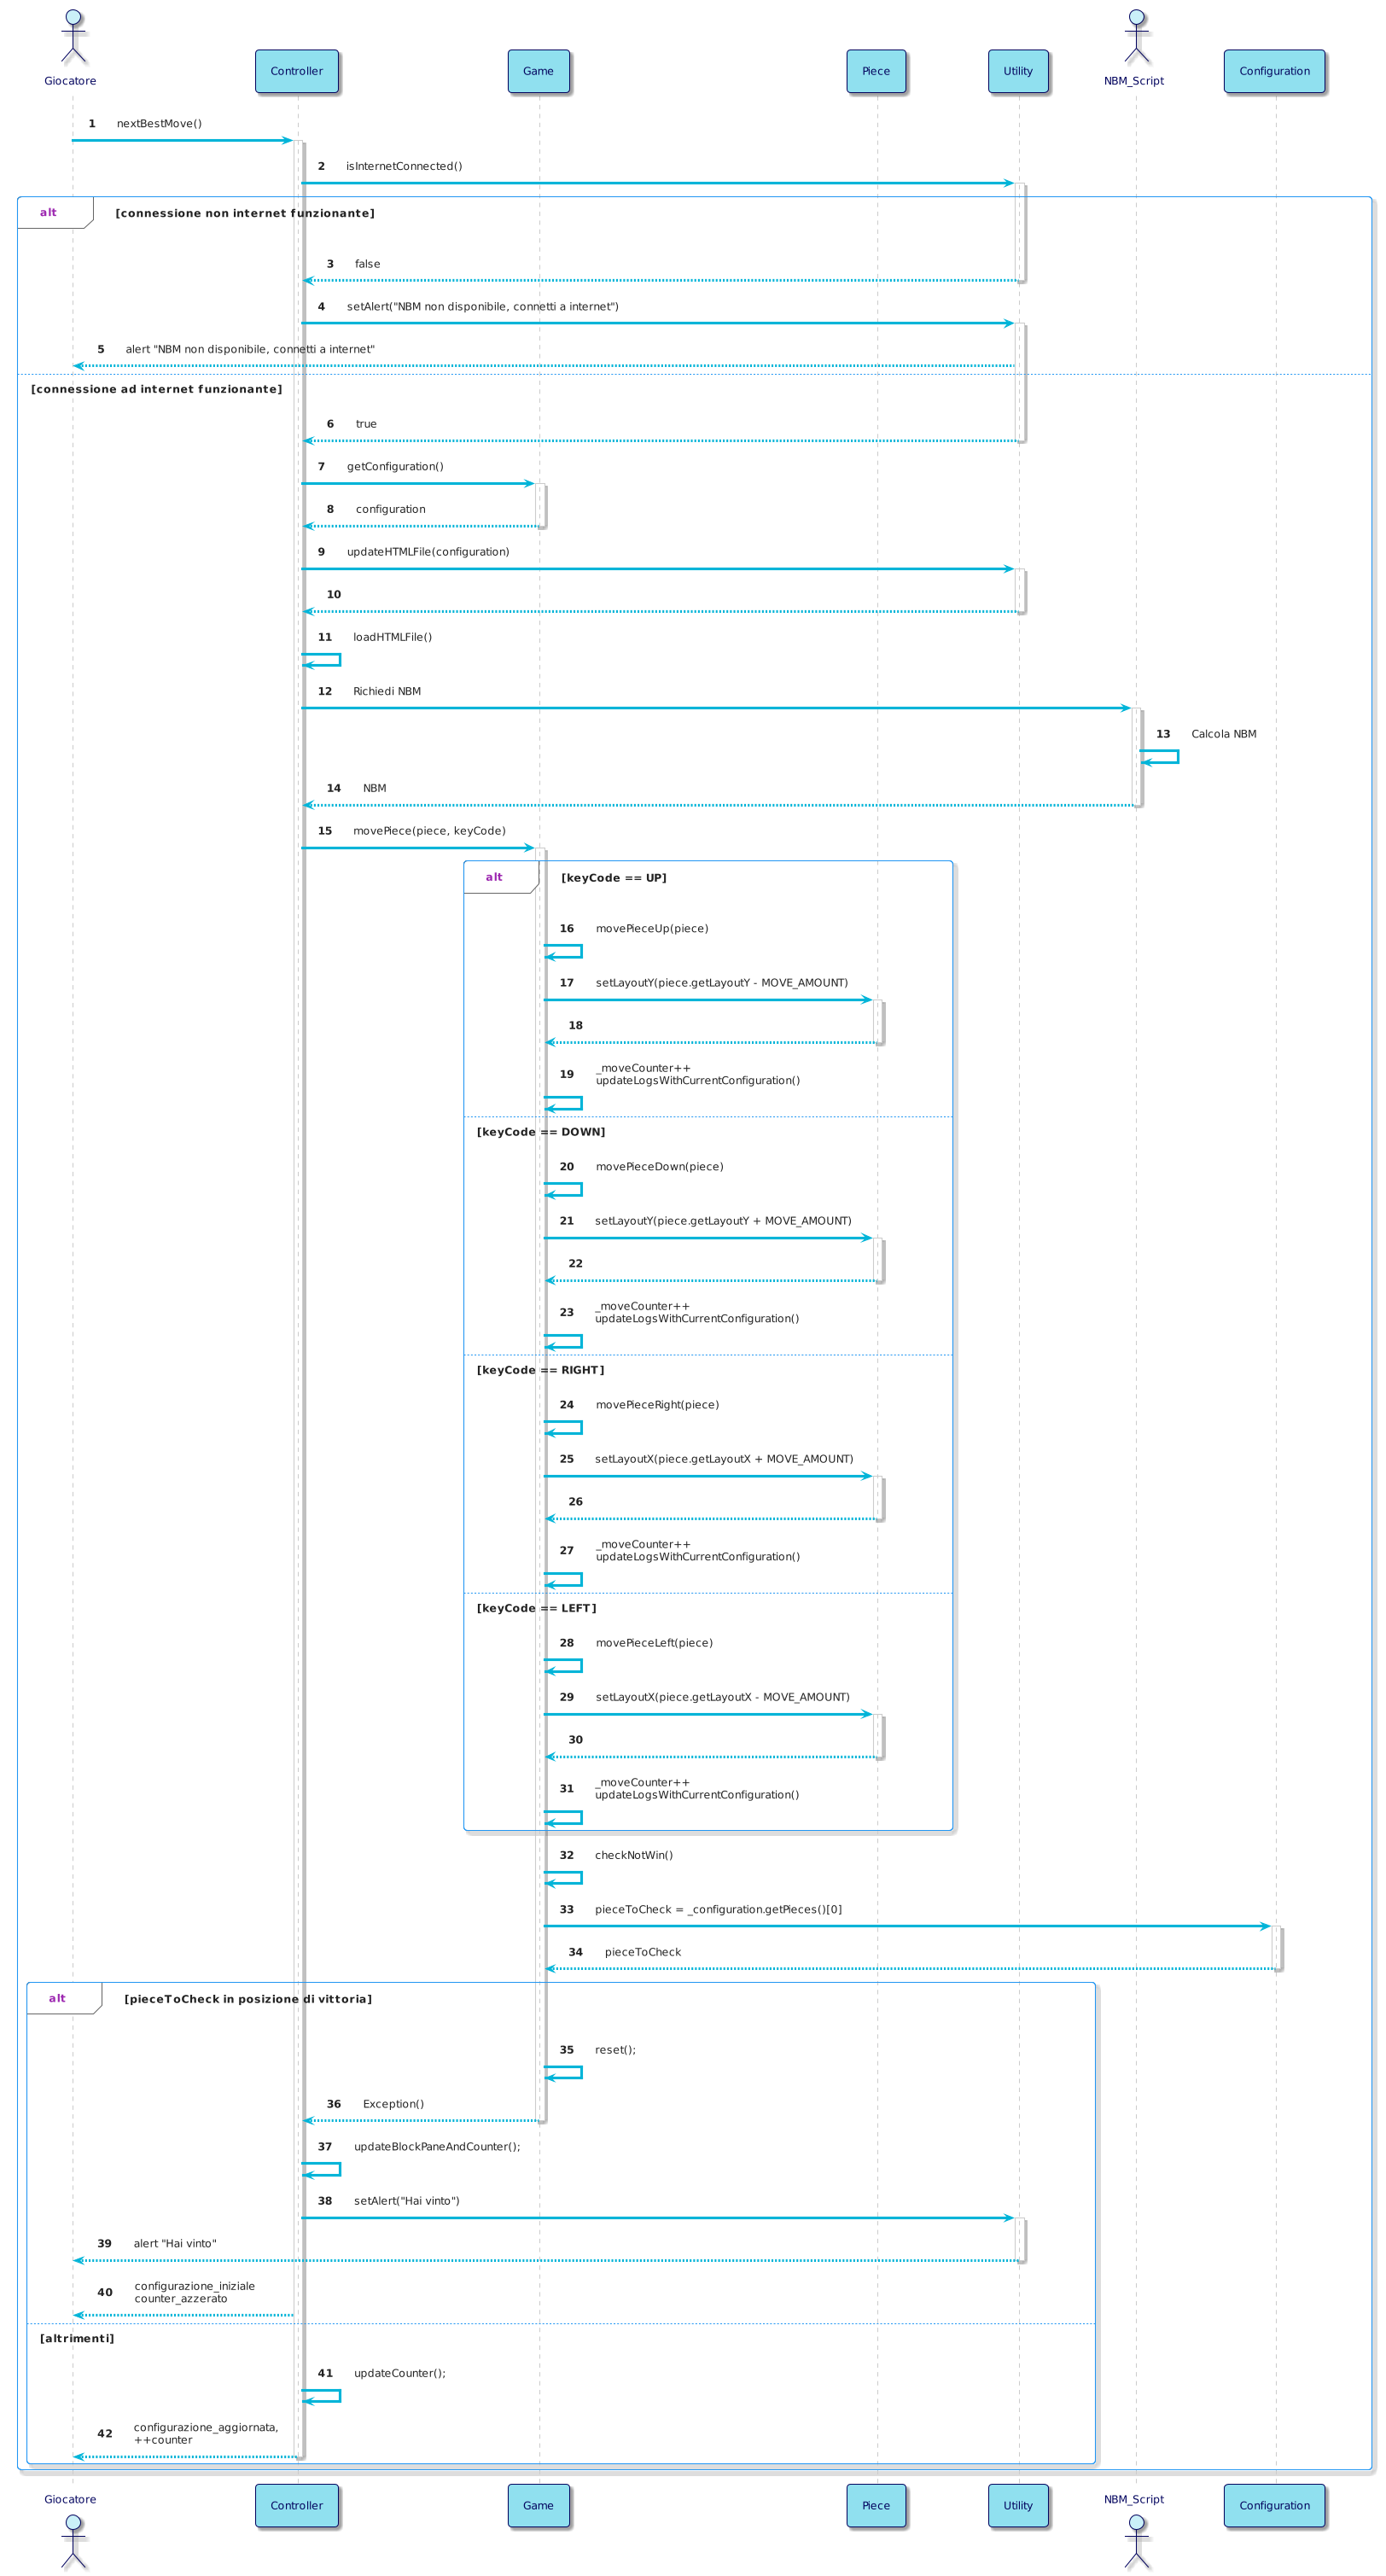 Giocatore
Controller
Game
Piece
Utility
NBM_Script
Configuration
1 nextBestMove()
2 isInternetConnected()
alt [connessione non internet funzionante]
3 false
4 setAlert("NBM non disponibile, connetti a internet")
5 alert "NBM non disponibile, connetti a internet"
[connessione ad internet funzionante]
6 true
7 getConfiguration()
8 configuration
9 updateHTMLFile(configuration)
10
11 loadHTMLFile()
12 Richiedi NBM
13 Calcola NBM
14 NBM
15 movePiece(piece, keyCode)
alt [keyCode == UP]
16 movePieceUp(piece)
17 setLayoutY(piece.getLayoutY - MOVE_AMOUNT)
18
19 _moveCounter++
updateLogsWithCurrentConfiguration()
[keyCode == DOWN]
20 movePieceDown(piece)
21 setLayoutY(piece.getLayoutY + MOVE_AMOUNT)
22
23 _moveCounter++
updateLogsWithCurrentConfiguration()
[keyCode == RIGHT]
24 movePieceRight(piece)
25 setLayoutX(piece.getLayoutX + MOVE_AMOUNT)
26
27 _moveCounter++
updateLogsWithCurrentConfiguration()
[keyCode == LEFT]
28 movePieceLeft(piece)
29 setLayoutX(piece.getLayoutX - MOVE_AMOUNT)
30
31 _moveCounter++
updateLogsWithCurrentConfiguration()
32 checkNotWin()
33 pieceToCheck = _configuration.getPieces()[0]
34 pieceToCheck
alt [pieceToCheck in posizione di vittoria]
35 reset();
36 Exception()
37 updateBlockPaneAndCounter();
38 setAlert("Hai vinto")
39 alert "Hai vinto"
40 configurazione_iniziale
counter_azzerato
[altrimenti]
41 updateCounter();
42 configurazione_aggiornata,
++counter
Giocatore
Controller
Game
Piece
Utility
NBM_Script
Configuration